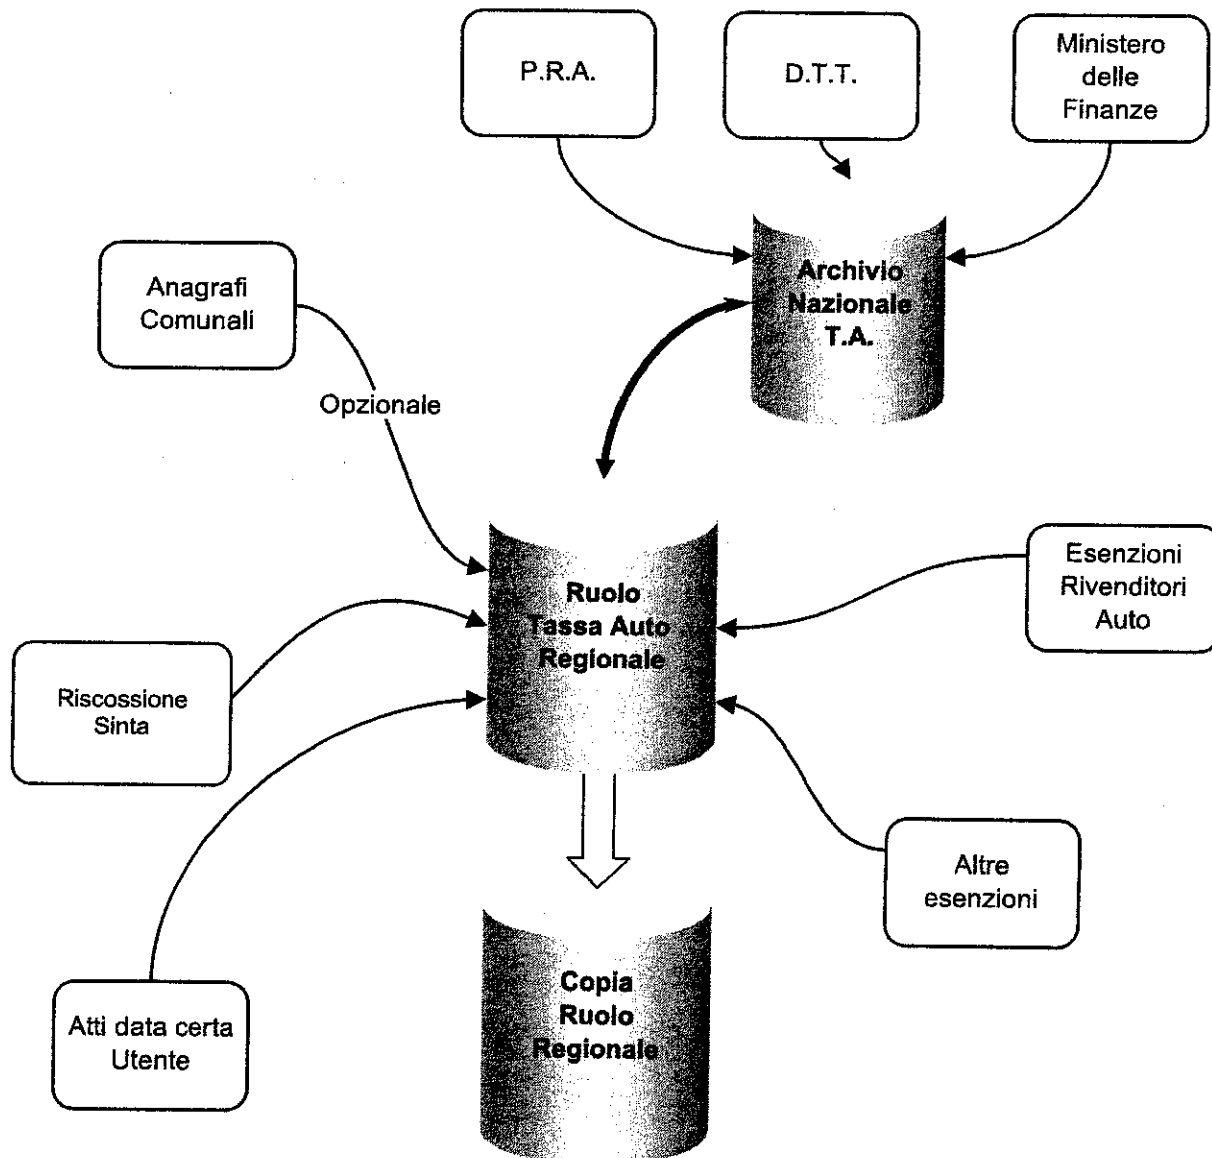 P.R.A.
D.T.T.
Ministero
delle
Finanze
Archivio
Nazionale
T.A.
Anagrafi
Comunali
Opzionale
Ruolo
Tassa Auto
Regionale
Esenzioni
Rivenditori
Auto
Riscossione
Sinta
Altre
esenzioni
Copia
Ruolo
Regionale
Atti data certa
Utente